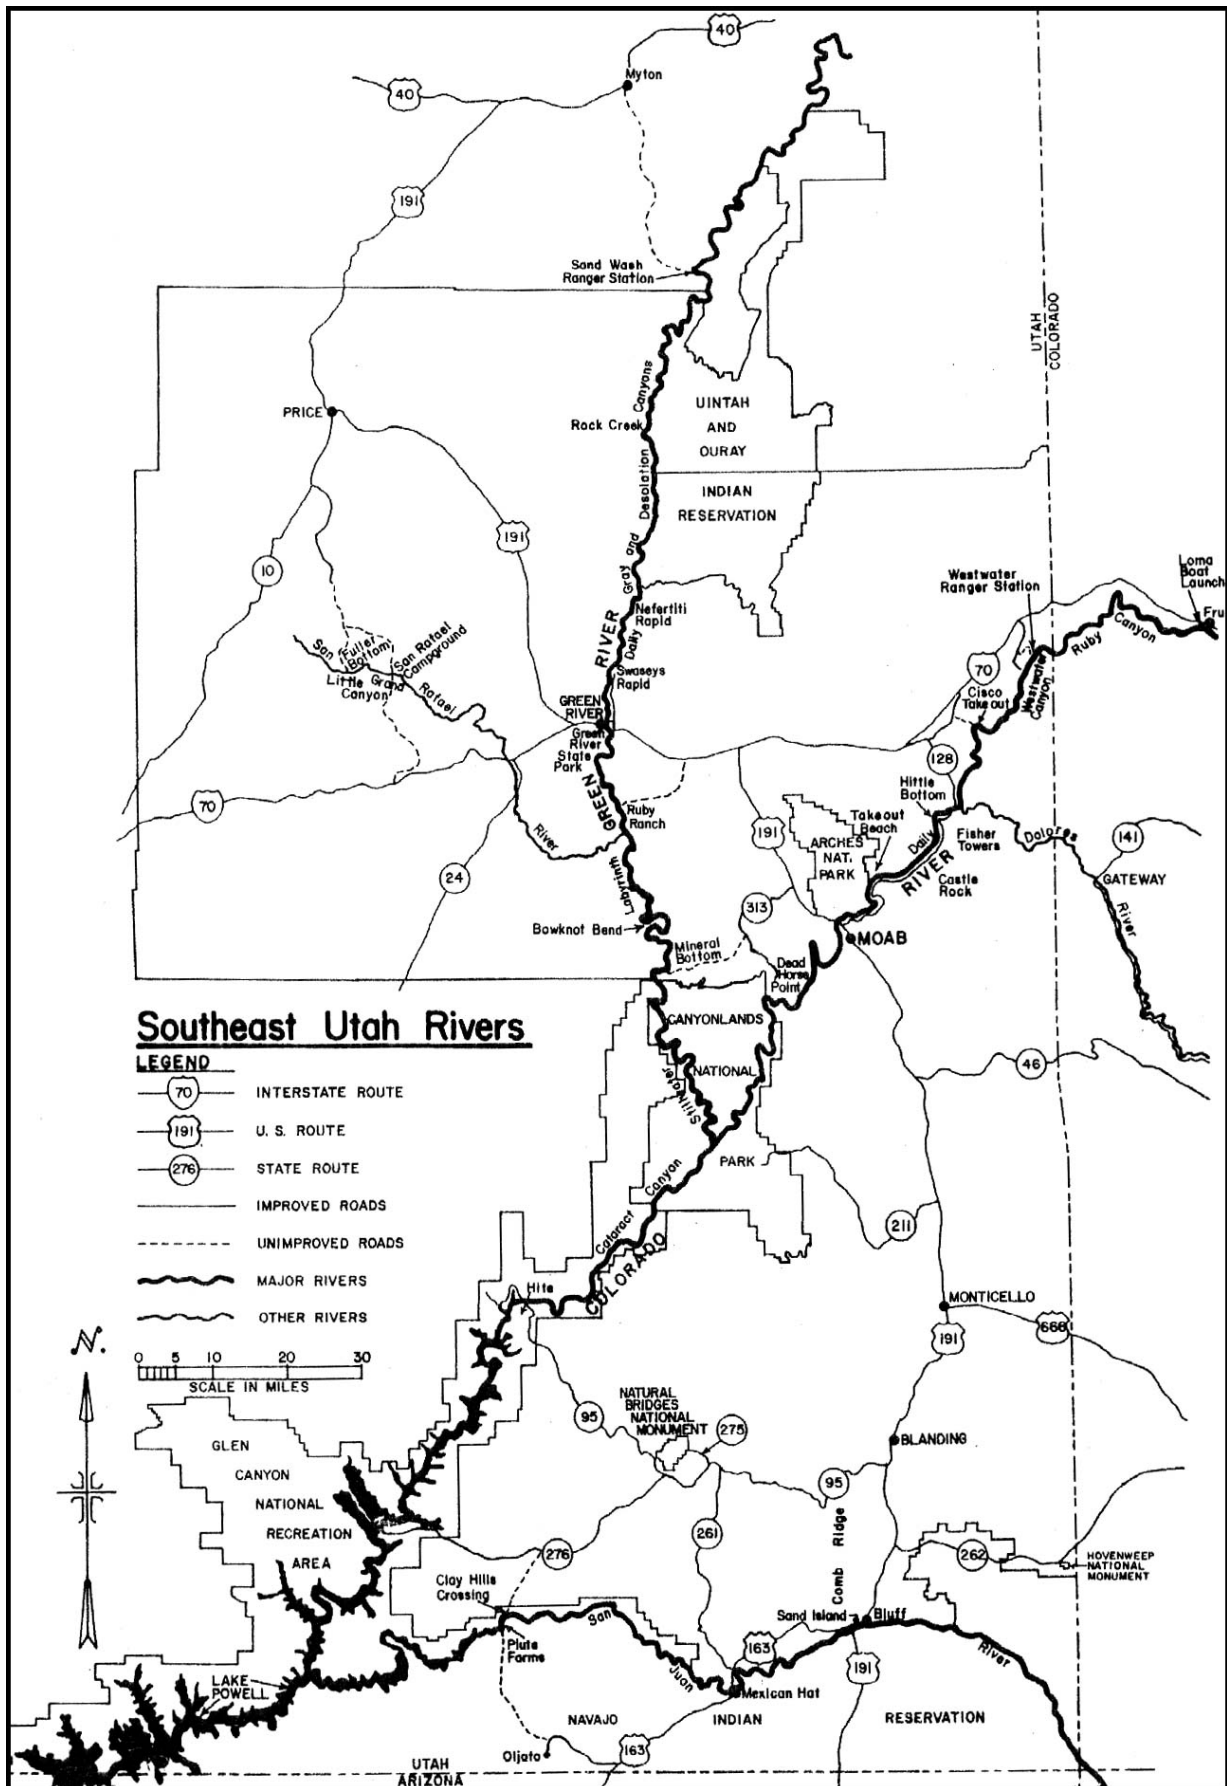 40
Myton
40
191
Sand Wash
Ranger Station
UTAH
COLORADO
Canyons
PRICE
Rock Creek
UINTAH
AND
OURAY
Desolation
INDIAN
RESERVATION
191
and
Gray
10
Loma
Boat
Launch
Westwater
Ranger Station
Fru
Nefertiti
Rapid
Ruby
Canyon
RIVER
Daily
San
Fuller
Bottom
San Rafael
Campground
Little Grand
Canyon
Rafael
Swaseys
Rapid
70
Cisco
Takeout
Westwater
Canyon
GREEN
RIVER
Green
River
State
Park
128
GREEN
Hittle
Bottom
70
Ruby
Ranch
191
Takeout
Beach
ARCHES
NAT.
PARK
Daily
RIVER
Fisher
Towers
Dolores
141
River
24
Castle
Rock
GATEWAY
River
Labyrinth
313
Bowknot Bend
MOAB
Mineral
Bottom
Dead
Horse
Point
Southeast Utah Rivers
CANYONLANDS
LEGEND
NATIONAL
46
70 INTERSTATE ROUTE
Stillwater
191 U. S. ROUTE
276 STATE ROUTE
PARK
Canyon
IMPROVED ROADS
211
UNIMPROVED ROADS
Cataract
COLORADO
MAJOR RIVERS
Hite
MONTICELLO
OTHER RIVERS
191
666
N.
0 5 10 20 30
SCALE IN MILES
NATURAL
BRIDGES
NATIONAL
MONUMENT
95
275
GLEN
CANYON
NATIONAL
RECREATION
AREA
BLANDING
95
Comb Ridge
261
276
262
HOVENWEEP
NATIONAL
MONUMENT
Clay Hills
Crossing
San
Sand Island
Bluff
Piute
Farms
163
River
Juan
191
LAKE
POWELL
Mexican Hat
NAVAJO INDIAN RESERVATION
Oljato
163
UTAH
ARIZONA